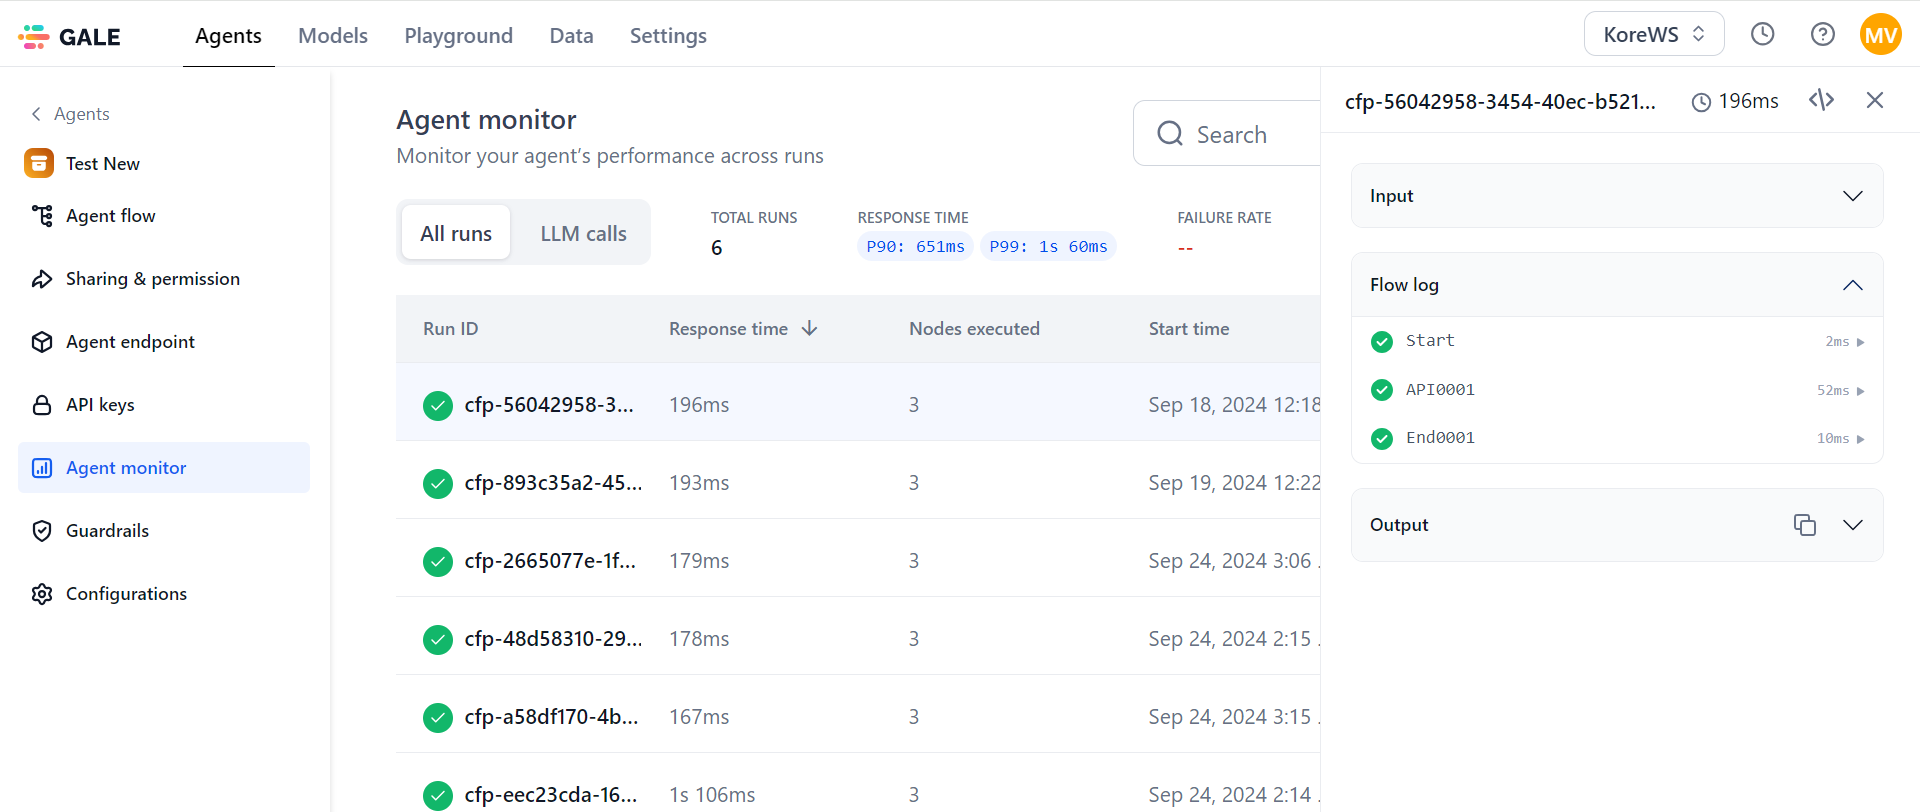 GALE
Agents
Models
Playground
Data
Settings
KoreWS
MV
Agents
Test New
Agent flow
Sharing & permission
Agent endpoint
API keys
Agent monitor
Guardrails
Configurations
Agent monitor
Monitor your agent’s performance across runs
Search
All runs
LLM calls
TOTAL RUNS
6
RESPONSE TIME
P90: 651ms
P99: 1s 60ms
FAILURE RATE
--
Run ID
Response time
Nodes executed
Start time
cfp-56042958-3...
196ms
3
Sep 18, 2024 12:18
cfp-893c35a2-45...
193ms
3
Sep 19, 2024 12:22
cfp-2665077e-1f...
179ms
3
Sep 24, 2024 3:06 .
cfp-48d58310-29...
178ms
3
Sep 24, 2024 2:15 .
cfp-a58df170-4b...
167ms
3
Sep 24, 2024 3:15 .
cfp-eec23cda-16...
1s 106ms
3
Sep 24, 2024 2:14 .
cfp-56042958-3454-40ec-b521...
196ms
Input
Flow log
Start
2ms
API0001
52ms
End0001
10ms
Output